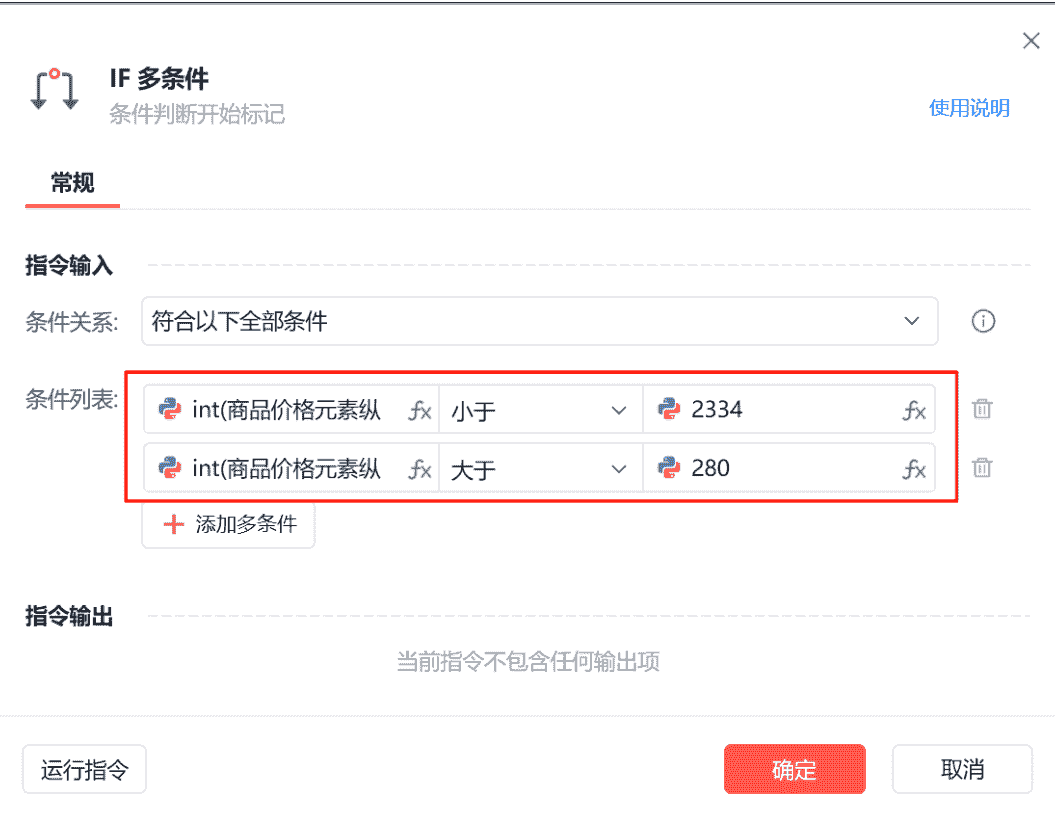 IF 多条件
条件判断开始标记
使用说明
常规
指令输入
条件关系: 符合以下全部条件
条件列表: int(商品价格元素纵 fx 小于 2334 fx
int(商品价格元素纵 fx 大于 280 fx
添加多条件
指令输出
当前指令不包含任何输出项
运行指令 确定 取消